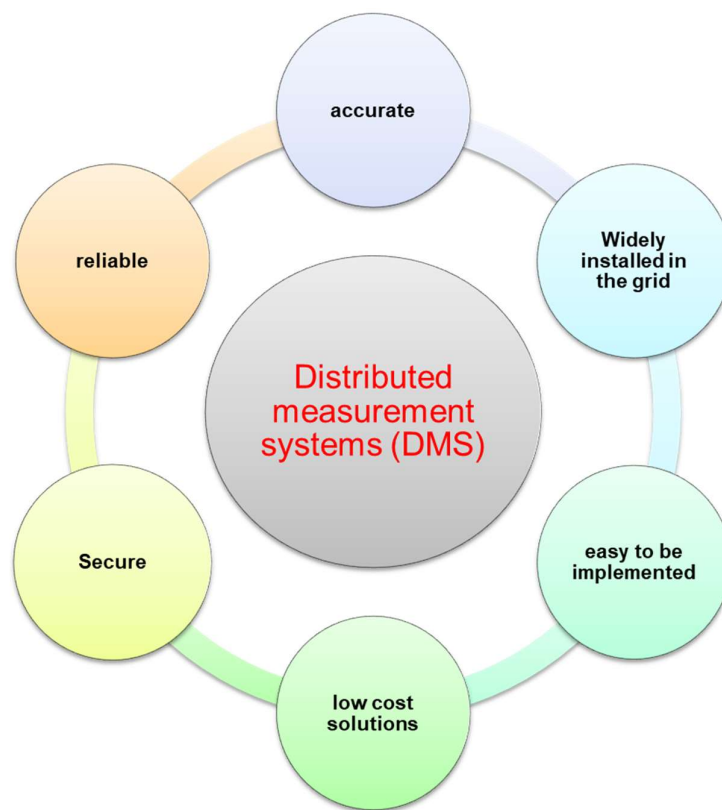 accurate
Widely
installed in
the grid
easy to be
implemented
low cost
solutions
Secure
reliable
Distributed
measurement
systems (DMS)